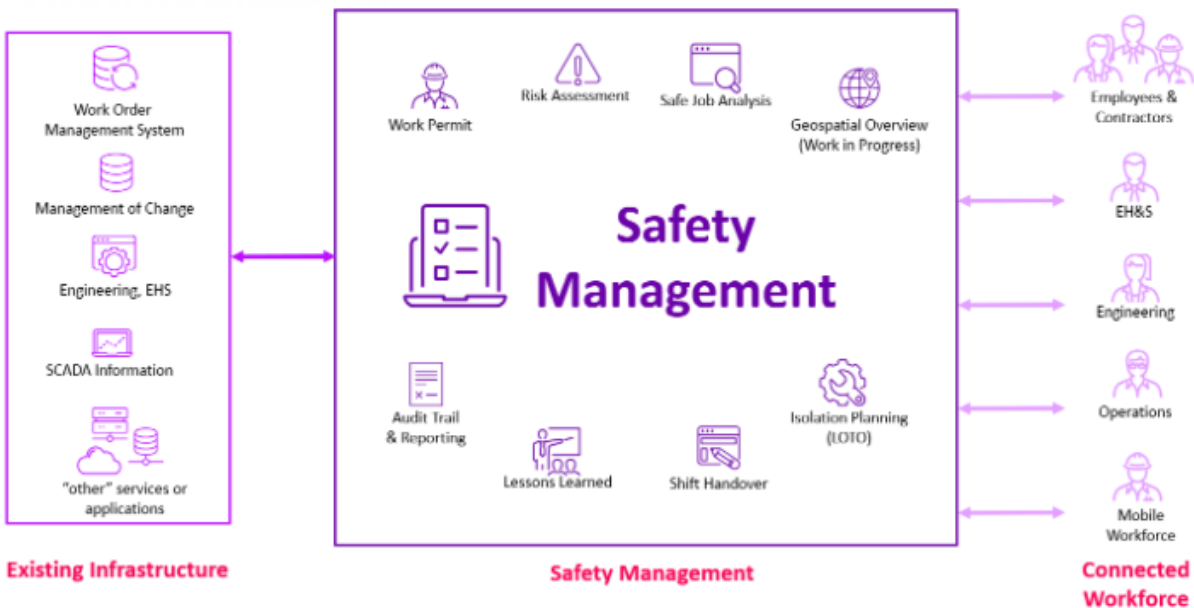 Work Order
Management System
Management of Change
Engineering, EHS
SCADA Information
"other" services or
applications
Existing Infrastructure
Work Permit
Risk Assessment
Safe Job Analysis
Geospatial Overview
(Work in Progress)
Safety
Management
Audit Trail
& Reporting
Lessons Learned
Shift Handover
Isolation Planning
(LOTO)
Safety Management
Employees &
Contractors
EH&S
Engineering
Operations
Mobile
Workforce
Connected
Workforce